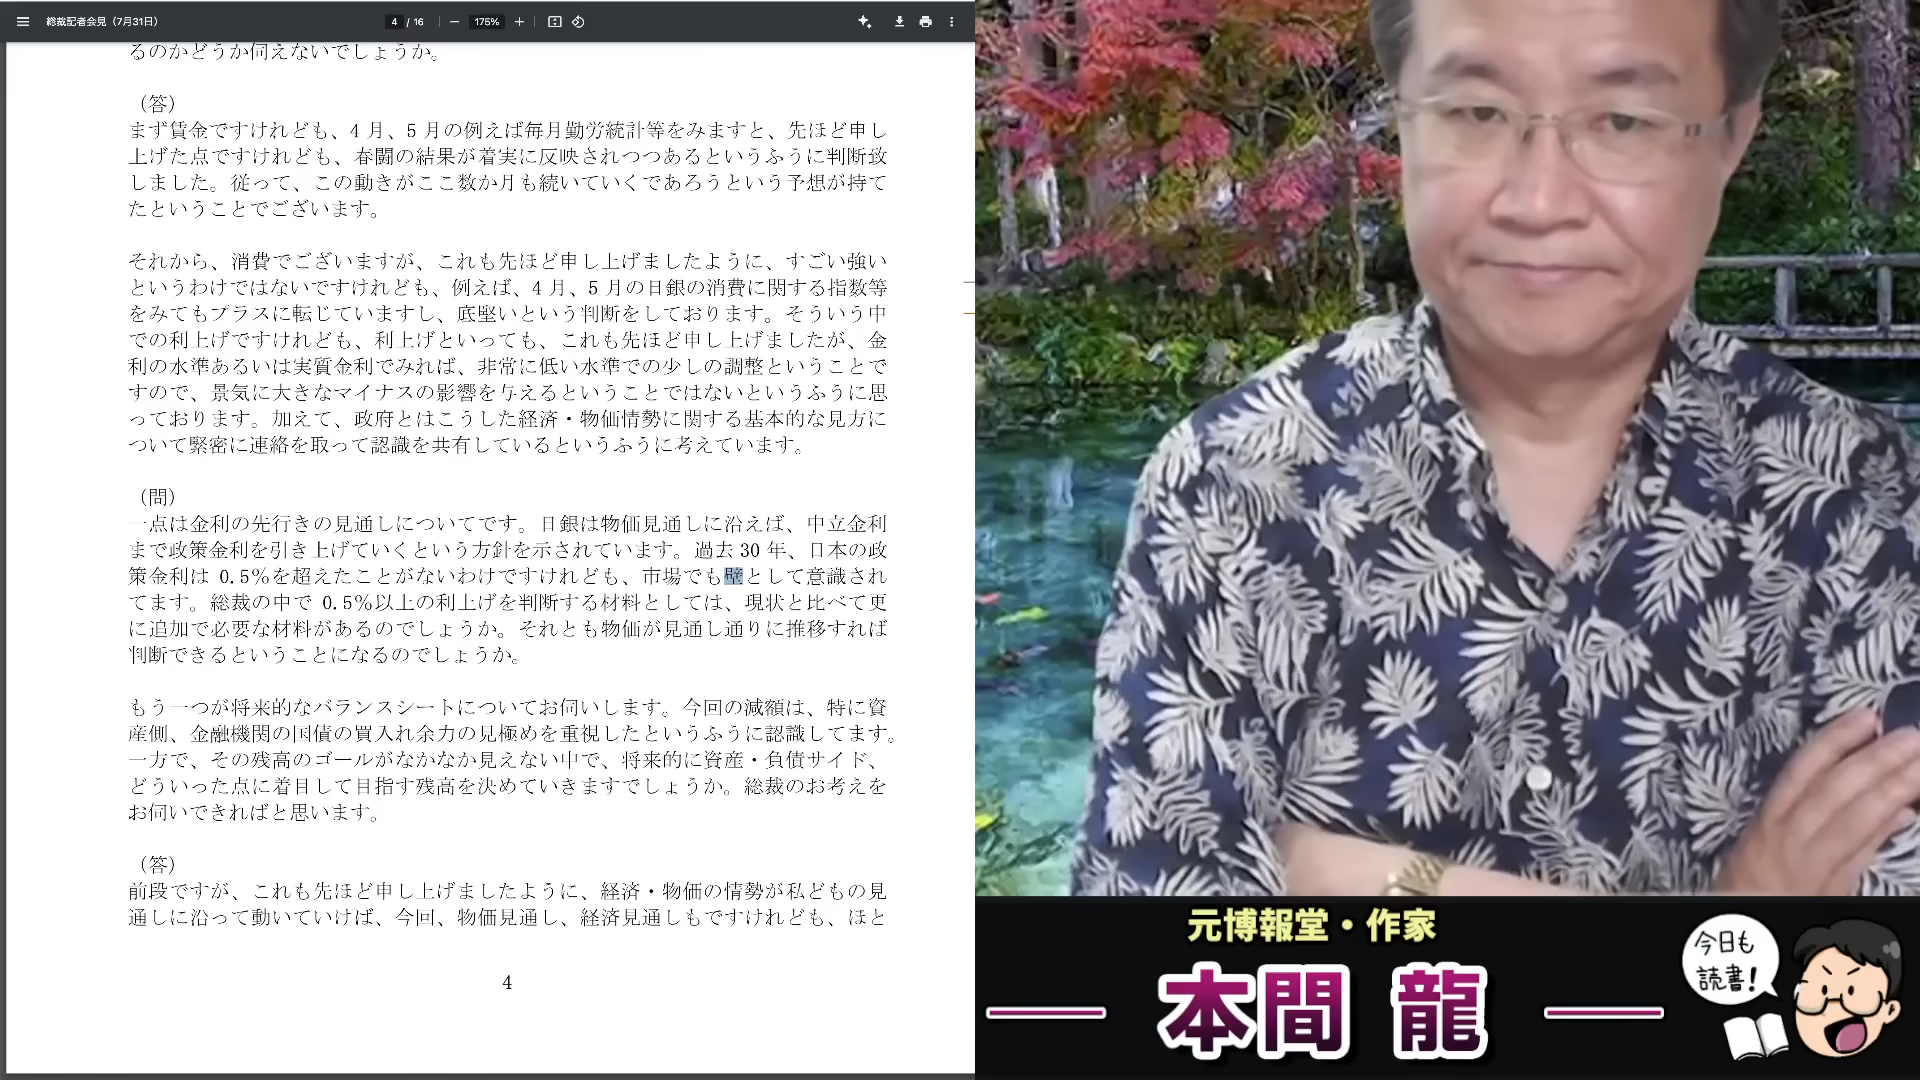 総裁記者会見（7月31日）
4 / 16
175%
るのかどうか伺えないでしょうか。
（答）
まず賃金ですけれども、4 月、5 月の例えば毎月勤労統計等をみますと、先ほど申し
上げた点ですけれども、春闘の結果が着実に反映されつつあるというふうに判断致
しました。従って、この動きがここ数か月も続いていくであろうという予想が持て
たということでございます。
それから、消費でございますが、これも先ほど申し上げましたように、すごい強い
というわけではないですけれども、例えば、4 月、5 月の日銀の消費に関する指数等
をみてもプラスに転じていますし、底堅いという判断をしております。そういう中
での利上げですけれども、利上げといっても、これも先ほど申し上げましたが、金
利の水準あるいは実質金利でみれば、非常に低い水準での少しの調整ということで
すので、景気に大きなマイナスの影響を与えるということではないというふうに思
っております。加えて、政府とはこうした経済・物価情勢に関する基本的な見方に
ついて緊密に連絡を取って認識を共有しているというふうに考えています。
（問）
一点は金利の先行きの見通しについてです。日銀は物価見通しに沿えば、中立金利
まで政策金利を引き上げていくという方針を示されています。過去 30 年、日本の政
策金利は 0.5％を超えたことがないわけですけれども、市場でも壁として意識され
てます。総裁の中で 0.5％以上の利上げを判断する材料としては、現状と比べて更
に追加で必要な材料があるのでしょうか。それとも物価が見通し通りに推移すれば
判断できるということになるのでしょうか。
もう一つが将来的なバランスシートについてお伺いします。今回の減額は、特に資
産側、金融機関の国債の買入れ余力の見極めを重視したというふうに認識してます。
一方で、その残高のゴールがなかなか見えない中で、将来的に資産・負債サイド、
どういった点に着目して目指す残高を決めていきますでしょうか。総裁のお考えを
お伺いできればと思います。
（答）
前段ですが、これも先ほど申し上げましたように、経済・物価の情勢が私どもの見
通しに沿って動いていけば、今回、物価見通し、経済見通しもですけれども、ほと
4
元博報堂・作家
本間 龍
今日も
読書!